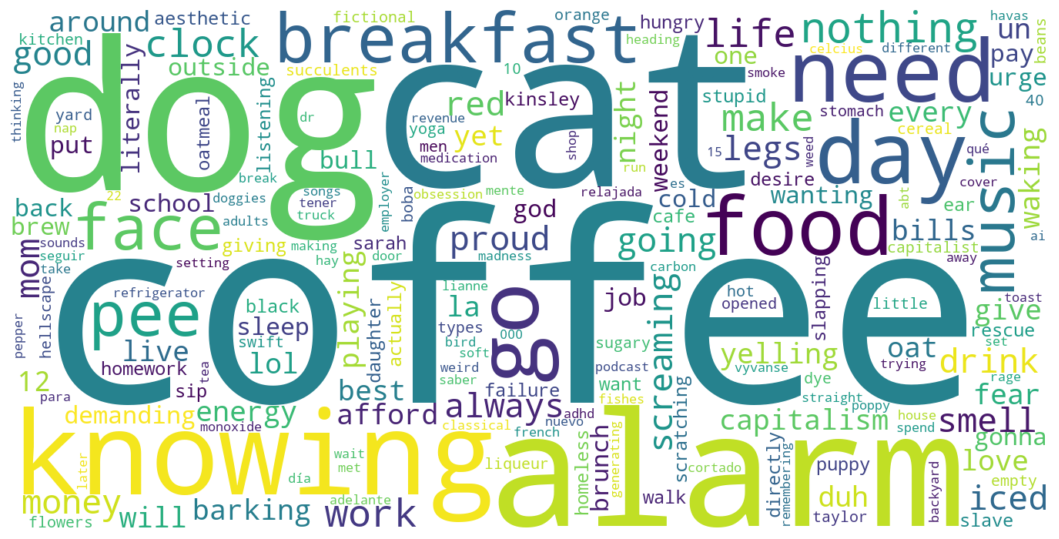 around aesthetic
kitchen
good clock
breakfast
fictional orange hungry
heading
life nothing havas
un
pay
beans
dog
cat
need
outside succulents 10
one different
urge
40
thinking
yard
nap
put
literally
oatmeal
listening
dr
bull
revenue
yoga
men
medication
red
kinsley
yet
shop
night
weekend
stupid
15
make
legs
smoke
stomach
weed
every
cereal
day
qué
music
waking
22
doggies
break
songs
tener
truck
adults
employer
boba
obsession
mente
run
relajada
es
cold
desire
wanting
cover
abt
ear
ai
back
school
brew
face
sounds
seguir
take
giving
making
hay
setting
sarah
door
god
proud
madness
cafe
going
food
bills
capitalist
away
mom
coffee
pee
refrigerator
black
sleep
swift
lol
playing
daughter
actually
la
lianne
types
bird
weird
soft
saber
000
go
job
sugary
podcast
want
carbon
screaming
hot
opened
yelling
slapping
little
oat
trying
give
toast
rescue
set
drink
rage
pepper
hellscape
live
homework
sip
tea
12
para
best
failure
fishes
vyvanse
dye
straight
poppy
house
spend
fear
demanding
energy
monoxide
afford
always
adhd
nuevo
classical
french
scratching
capitalism
smell
gonna
knowing
alarm
later
wait
met
liqueur
homeless
brunch
generating
walk
cortado
directly
remembering
puppy
duh
taylor
backyard
love
empty
iced
slave
money
flowers
día
will
barking
adelante
work